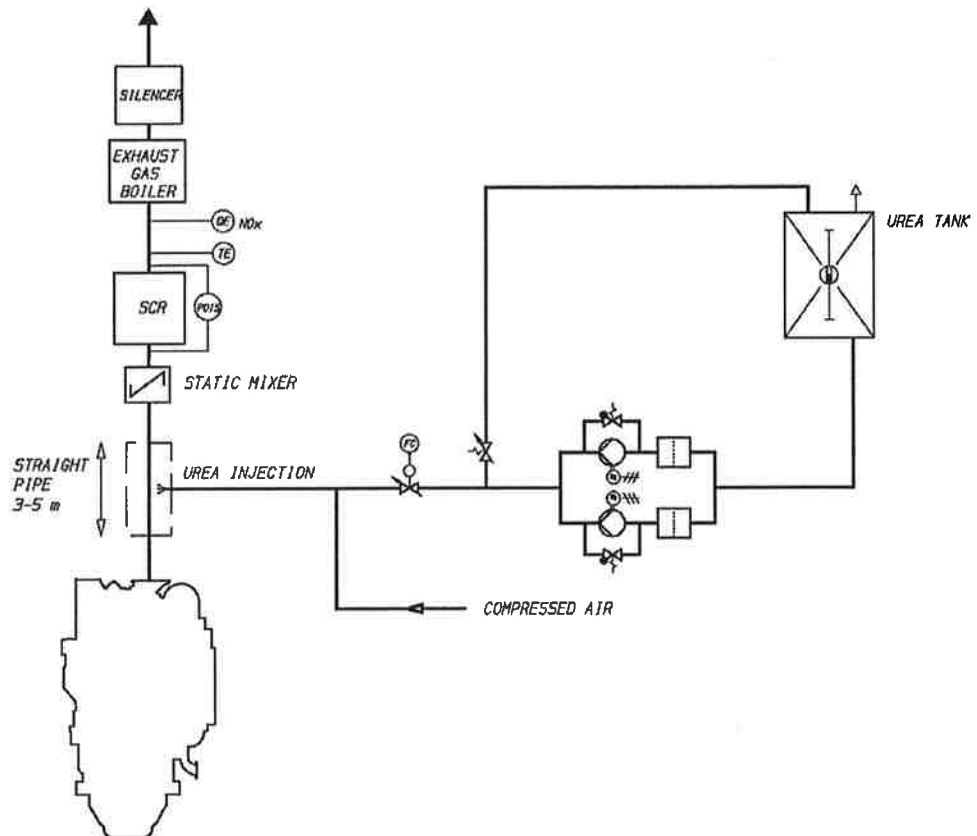 SILENCER
EXHAUST
GAS
BOILER
QE NOx
TE
SCR
PDIS
STATIC MIXER
UREA TANK
FC
STRAIGHT
PIPE
3-5 m
UREA INJECTION
COMPRESSED AIR